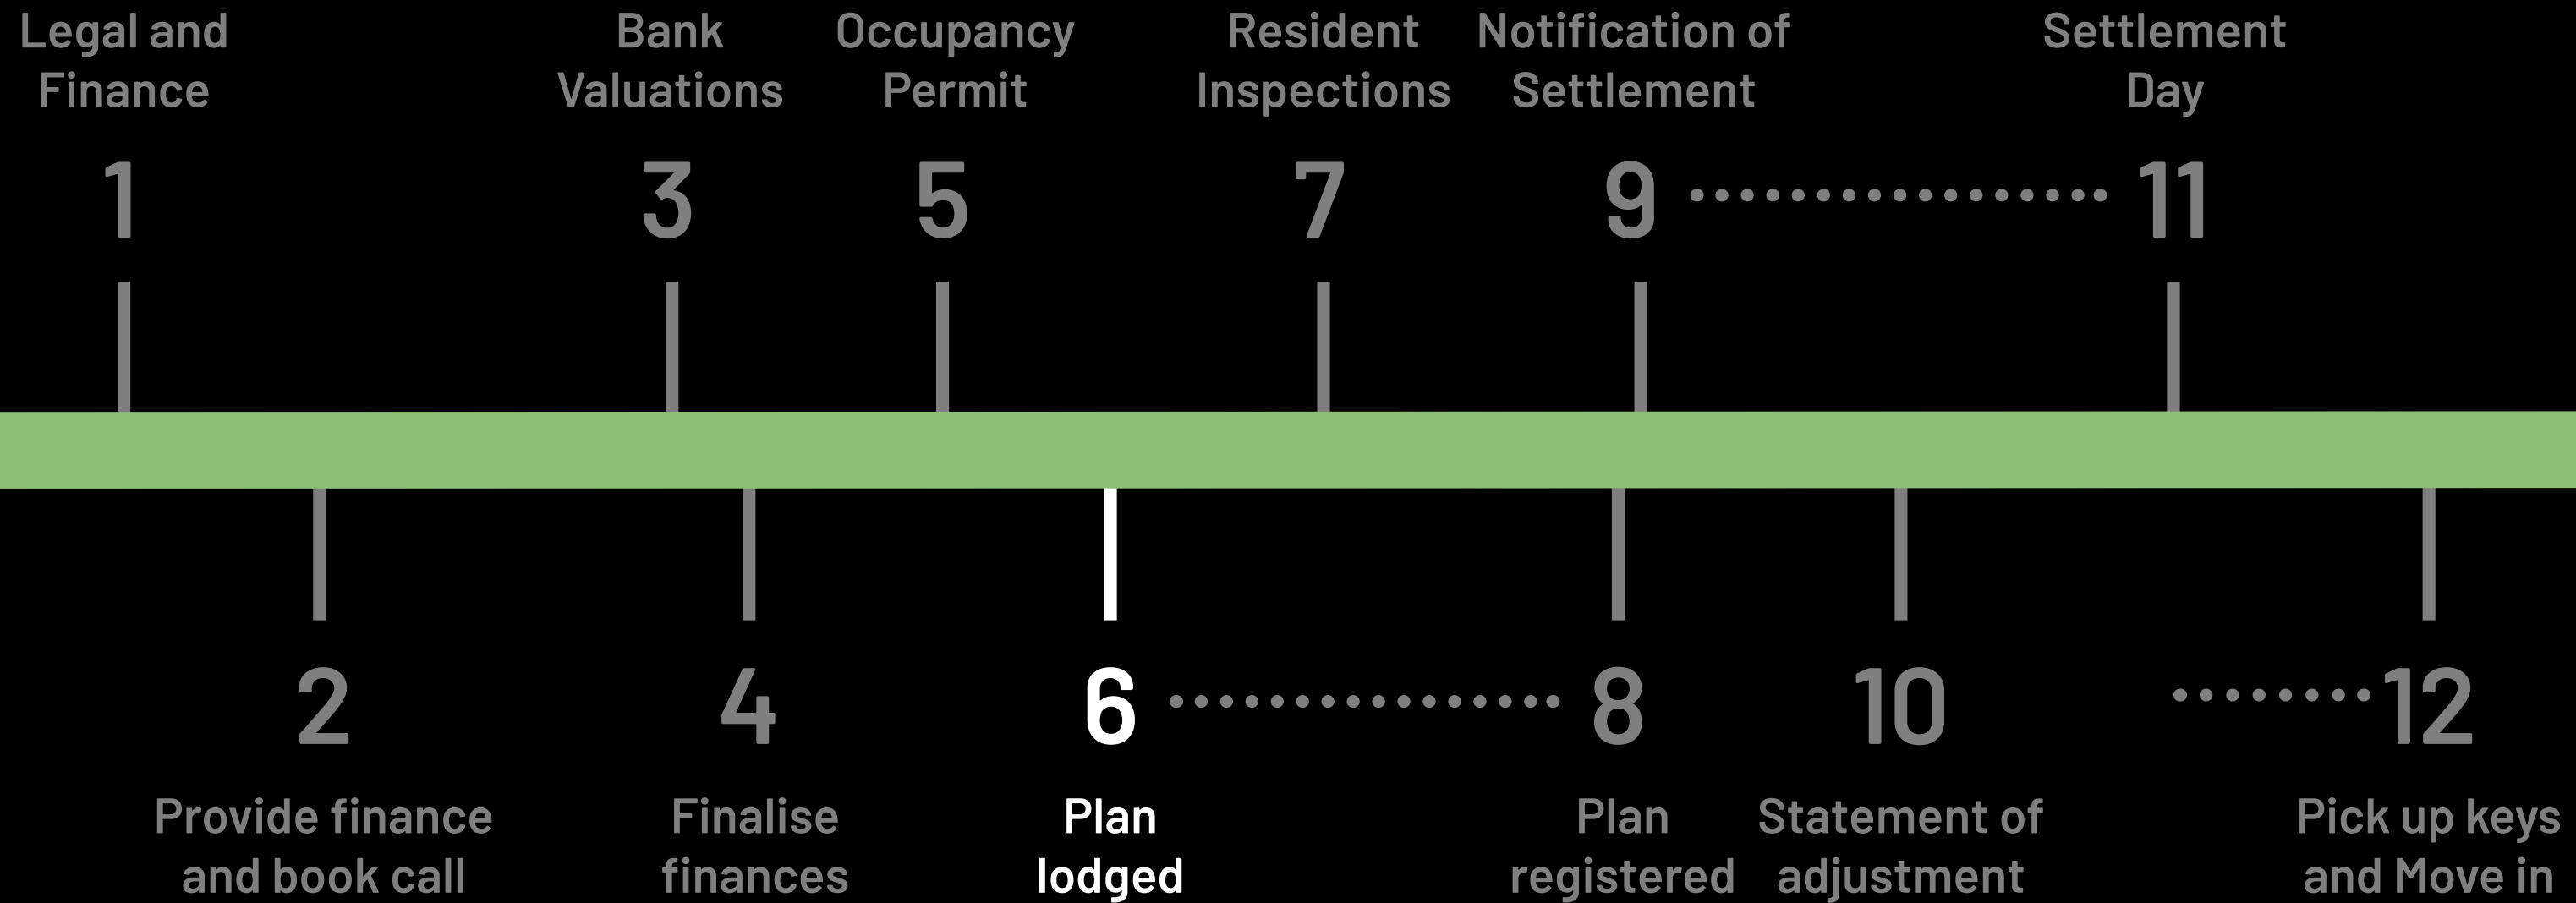 Legal and
Finance
1
Bank
Valuations
3
Occupancy
Permit
5
Resident
Inspections
7
Notification of
Settlement
9
Settlement
Day
11
2
Provide finance
and book call
4
Finalise
finances
6
Plan
lodged
8
Plan
registered
10
Statement of
adjustment
12
Pick up keys
and Move in